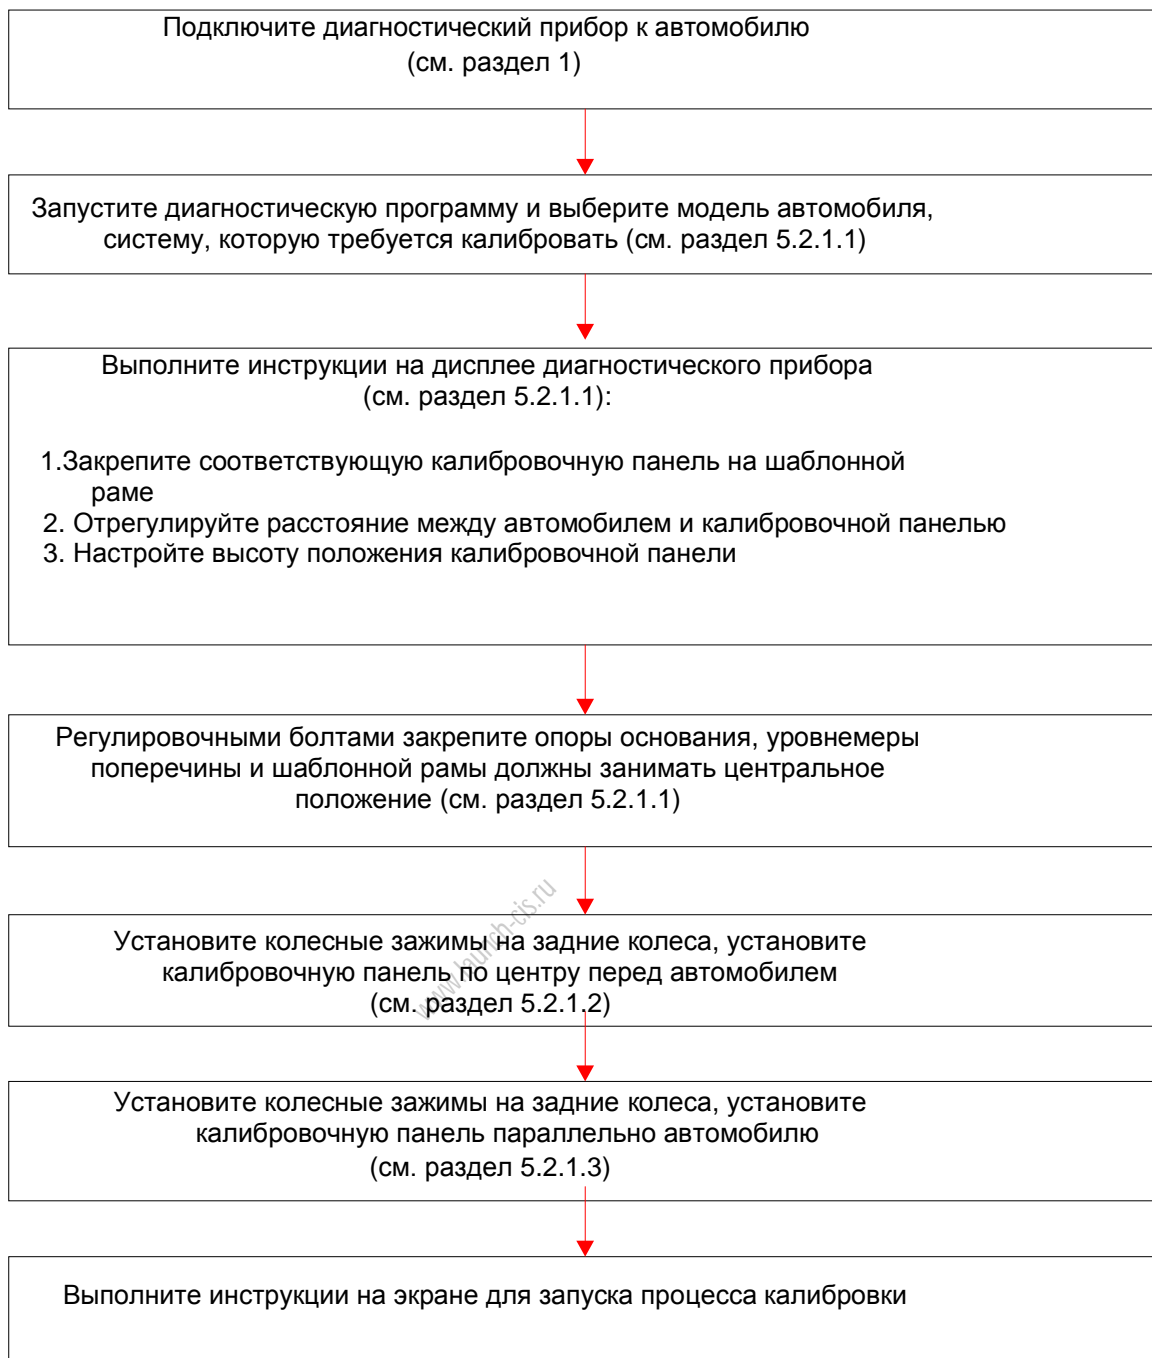 Подключите диагностический прибор к автомобилю
(см. раздел 1)
Запустите диагностическую программу и выберите модель автомобиля,
систему, которую требуется калибровать (см. раздел 5.2.1.1)
Выполните инструкции на дисплее диагностического прибора
(см. раздел 5.2.1.1):
1.Закрепите соответствующую калибровочную панель на шаблонной
раме
2. Отрегулируйте расстояние между автомобилем и калибровочной панелью
3. Настройте высоту положения калибровочной панели
Регулировочными болтами закрепите опоры основания, уровнемеры
поперечины и шаблонной рамы должны занимать центральное
положение (см. раздел 5.2.1.1)
www.launch-cis.ru
Установите колесные зажимы на задние колеса, установите
калибровочную панель по центру перед автомобилем
(см. раздел 5.2.1.2)
Установите колесные зажимы на задние колеса, установите
калибровочную панель параллельно автомобилю
(см. раздел 5.2.1.3)
Выполните инструкции на экране для запуска процесса калибровки